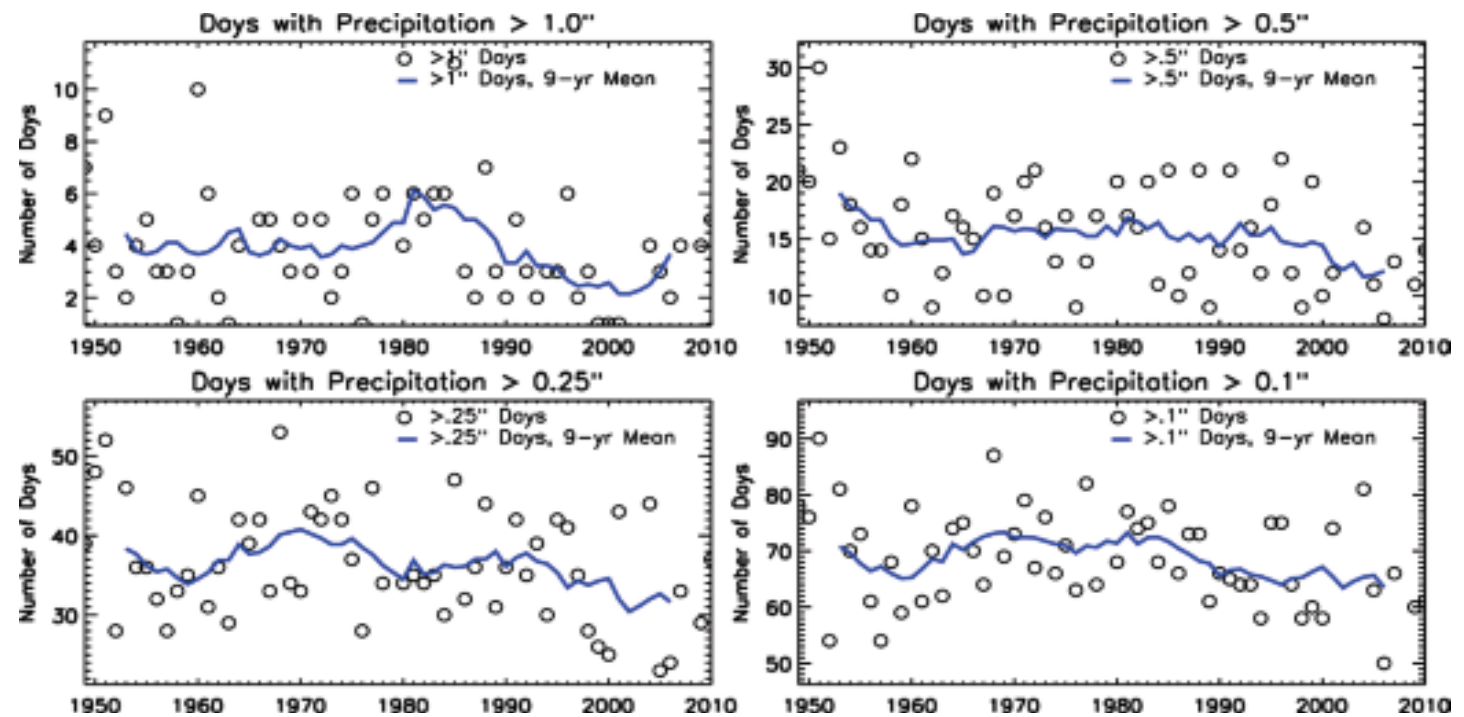 Days with Precipitation > 1.0"
>1" Days
>1" Days, 9-yr Mean
Number of Days
10
8
6
4
2
1950 1960 1970 1980 1990 2000 2010
Days with Precipitation > 0.5"
>.5" Days
>.5" Days, 9-yr Mean
Number of Days
30
25
20
15
10
1950 1960 1970 1980 1990 2000 2010
Days with Precipitation > 0.25"
>.25" Days
>.25" Days, 9-yr Mean
Number of Days
50
40
30
1950 1960 1970 1980 1990 2000 2010
Days with Precipitation > 0.1"
>.1" Days
>.1" Days, 9-yr Mean
Number of Days
90
80
70
60
50
1950 1960 1970 1980 1990 2000 2010